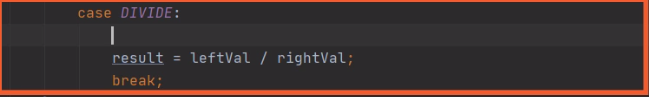 case DIVIDE:
result = leftVal / rightVal;
break;